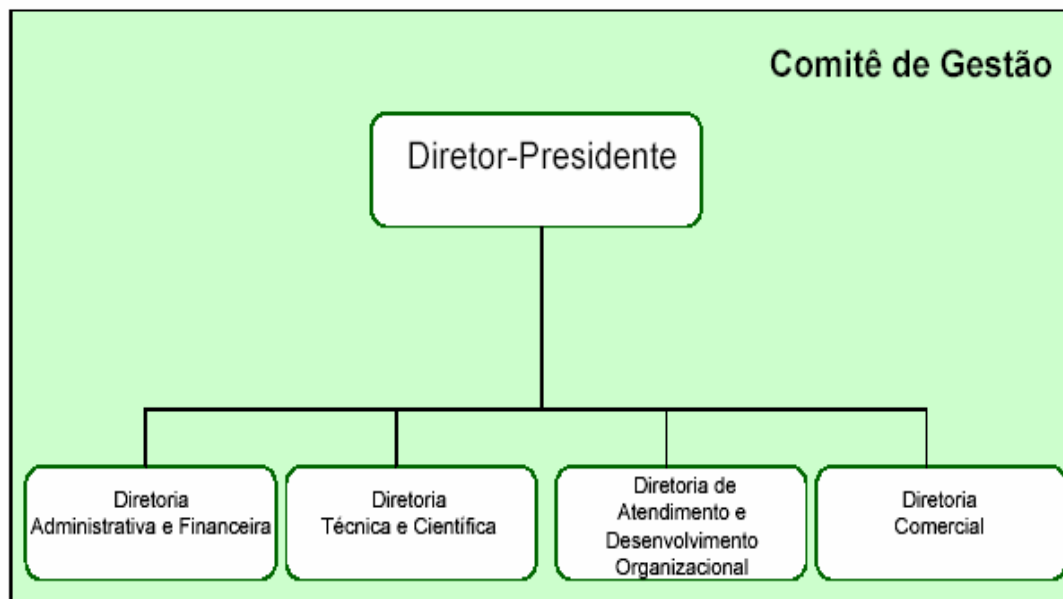 Comitê de Gestão
Diretor-Presidente
Diretoria
Administrativa e Financeira
Diretoria
Técnica e Científica
Diretoria de
Atendimento e
Desenvolvimento
Organizacional
Diretoria
Comercial